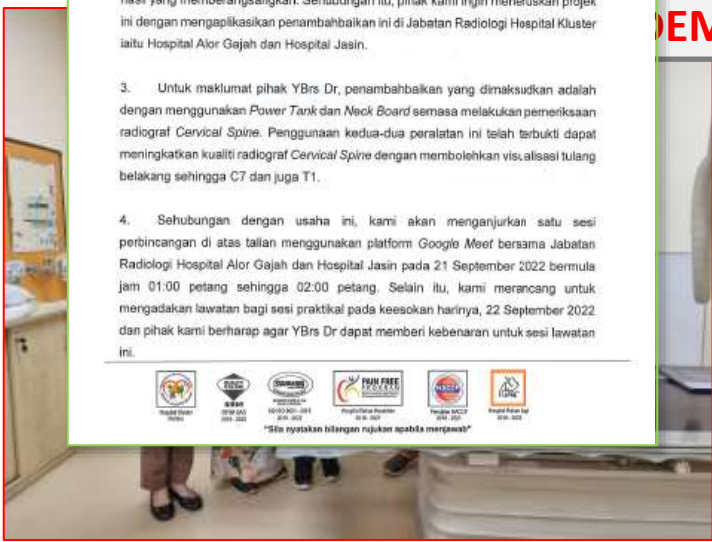 hasil yang memberangsangkan. Sehubungan itu, pihak kami ingin meneruskan projek
ini dengan mengaplikasikan penambahbaikan ini di Jabatan Radiologi Hospital Kluster
iaitu Hospital Alor Gajah dan Hospital Jasin.
DEM
3. Untuk maklumat pihak YBrs Dr, penambahbaikan yang dimaksudkan adalah
dengan menggunakan Power Tank dan Neck Board semasa melakukan pemeriksaan
radiograf Cervical Spine. Penggunaan kedua-dua peralatan ini telah terbukti dapat
meningkatkan kualiti radiograf Cervical Spine dengan membolehkan visualisasi tulang
belakang sehingga C7 dan juga T1.
4. Sehubungan dengan usaha ini, kami akan menganjurkan satu sesi
perbincangan di atas talian menggunakan platform Google Meet bersama Jabatan
Radiologi Hospital Alor Gajah dan Hospital Jasin pada 21 September 2022 bermula
jam 01:00 petang sehingga 02:00 petang. Selain itu, kami merancang untuk
mengadakan lawatan bagi sesi praktikal pada keesokan harinya, 22 September 2022
dan pihak kami berharap agar YBrs Dr dapat memberi kebenaran untuk sesi lawatan
ini.
PAIN FREE
"Sila nyatakan bilangan rujukan apabila menjawab"